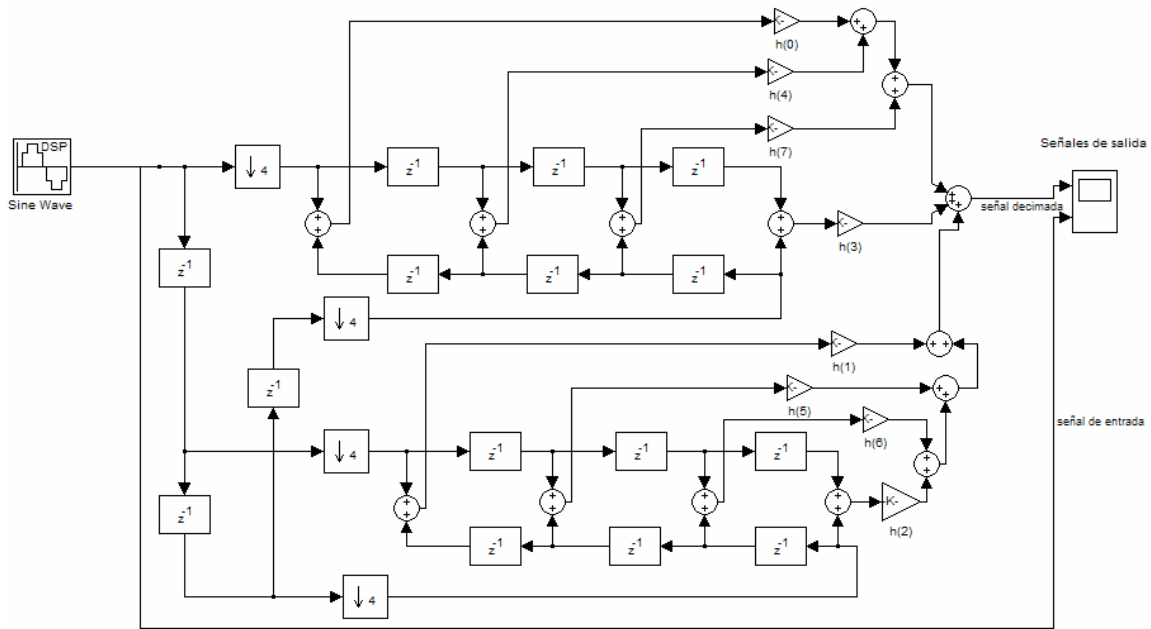 h(0)
h(4)
DSP
h(7)
Señales de salida
↓ 4
z⁻¹
z⁻¹
z⁻¹
Sine Wave
señal decimada
h(3)
z⁻¹
z⁻¹
z⁻¹
z⁻¹
↓ 4
h(1)
z⁻¹
h(5)
señal de entrada
h(6)
↓ 4
z⁻¹
z⁻¹
z⁻¹
z⁻¹
K-
h(2)
z⁻¹
z⁻¹
z⁻¹
↓ 4